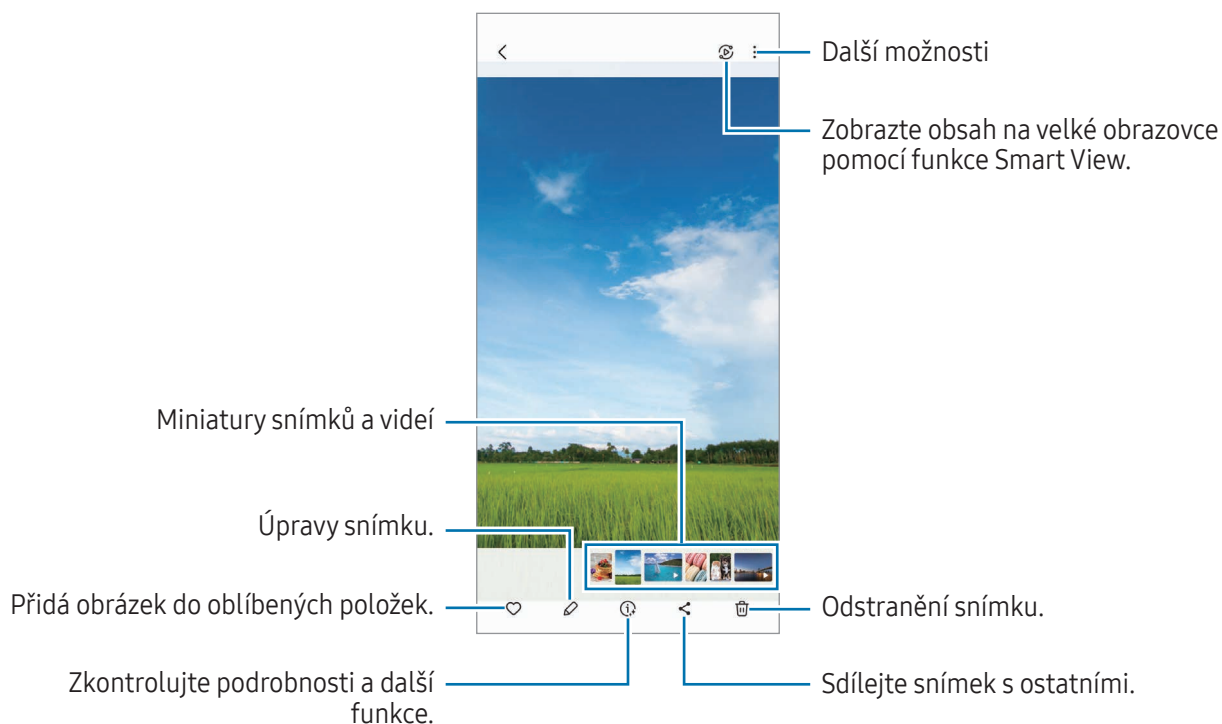 Další možnosti
Zobrazte obsah na velké obrazovce
pomocí funkce Smart View.
Miniatury snímků a videí
Úpravy snímku.
Přidá obrázek do oblíbených položek.
Odstranění snímku.
Zkontrolujte podrobnosti a další
funkce.
Sdílejte snímek s ostatními.